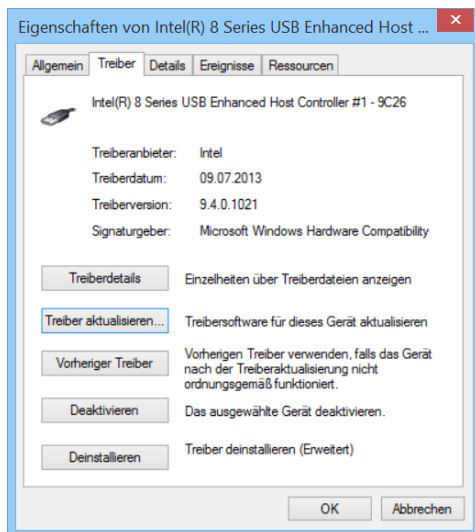 Eigenschaften von Intel(R) 8 Series USB Enhanced Host ...
Allgemein Treiber Details Ereignisse Ressourcen
Intel(R) 8 Series USB Enhanced Host Controller #1 - 9C26
Treiberanbieter: Intel
Treiberdatum: 09.07.2013
Treiberversion: 9.4.0.1021
Signaturgeber: Microsoft Windows Hardware Compatibility
Treiberdetails Einzelheiten über Treiberdateien anzeigen
Treiber aktualisieren... Treibersoftware für dieses Gerät aktualisieren
Vorheriger Treiber Vorherigen Treiber verwenden, falls das Gerät
nach der Treiberaktualisierung nicht
ordnungsgemäß funktioniert.
Deaktivieren Das ausgewählte Gerät deaktivieren.
Deinstallieren Treiber deinstallieren (Erweitert)
OK Abbrechen